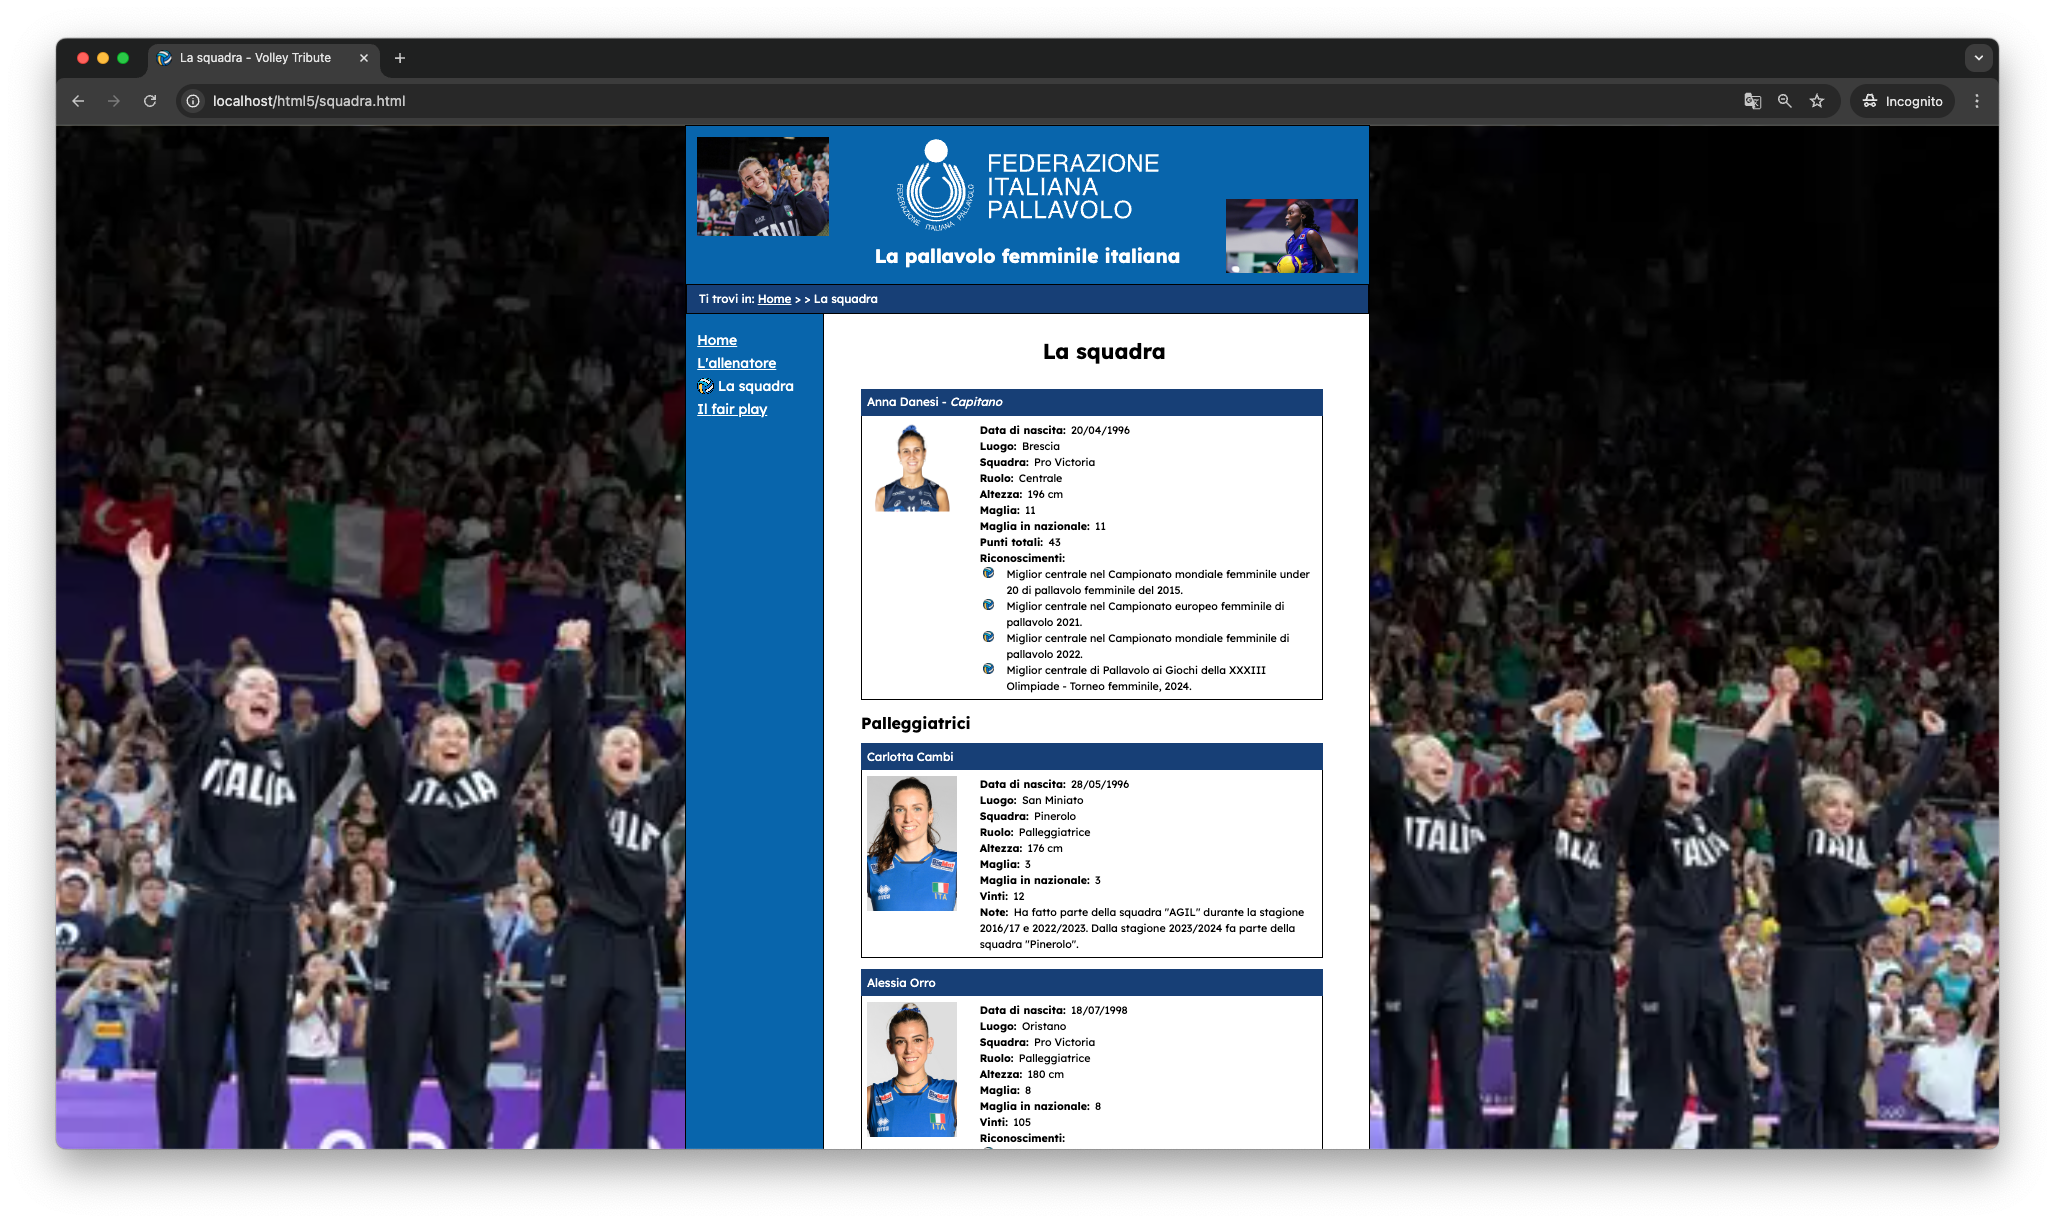 La squadra - Volley Tribute
localhost/html5/squadra.html
Incognito
FEDERAZIONE
ITALIANA
PALLAVOLO
FEDERAZIONE ITALIANA PALLAVOLO
La pallavolo femminile italiana
Ti trovi in: Home > > La squadra
Home
L'allenatore
La squadra
Il fair play
La squadra
Anna Danesi - Capitano
Data di nascita: 20/04/1996
Luogo: Brescia
Squadra: Pro Victoria
Ruolo: Centrale
Altezza: 196 cm
Maglia: 11
Maglia in nazionale: 11
Punti totali: 43
Riconoscimenti:
Miglior centrale nel Campionato mondiale femminile under
20 di pallavolo femminile del 2015.
Miglior centrale nel Campionato europeo femminile di
pallavolo 2021.
Miglior centrale nel Campionato mondiale femminile di
pallavolo 2022.
Miglior centrale di Pallavolo ai Giochi della XXXIII
Olimpiade - Torneo femminile, 2024.
Palleggiatrici
Carlotta Cambi
Data di nascita: 28/05/1996
Luogo: San Miniato
Squadra: Pinerolo
Ruolo: Palleggiatrice
Altezza: 176 cm
Maglia: 3
Maglia in nazionale: 3
Vinti: 12
Note: Ha fatto parte della squadra "AGIL" durante la stagione
2016/17 e 2022/2023. Dalla stagione 2023/2024 fa parte della
squadra "Pinerolo".
ITA
Alessia Orro
Data di nascita: 18/07/1998
Luogo: Oristano
Squadra: Pro Victoria
Ruolo: Palleggiatrice
Altezza: 180 cm
Maglia: 8
Maglia in nazionale: 8
Vinti: 105
Riconoscimenti:
ITA
ITALIA
ITALIA
ITALIA
ITALIA